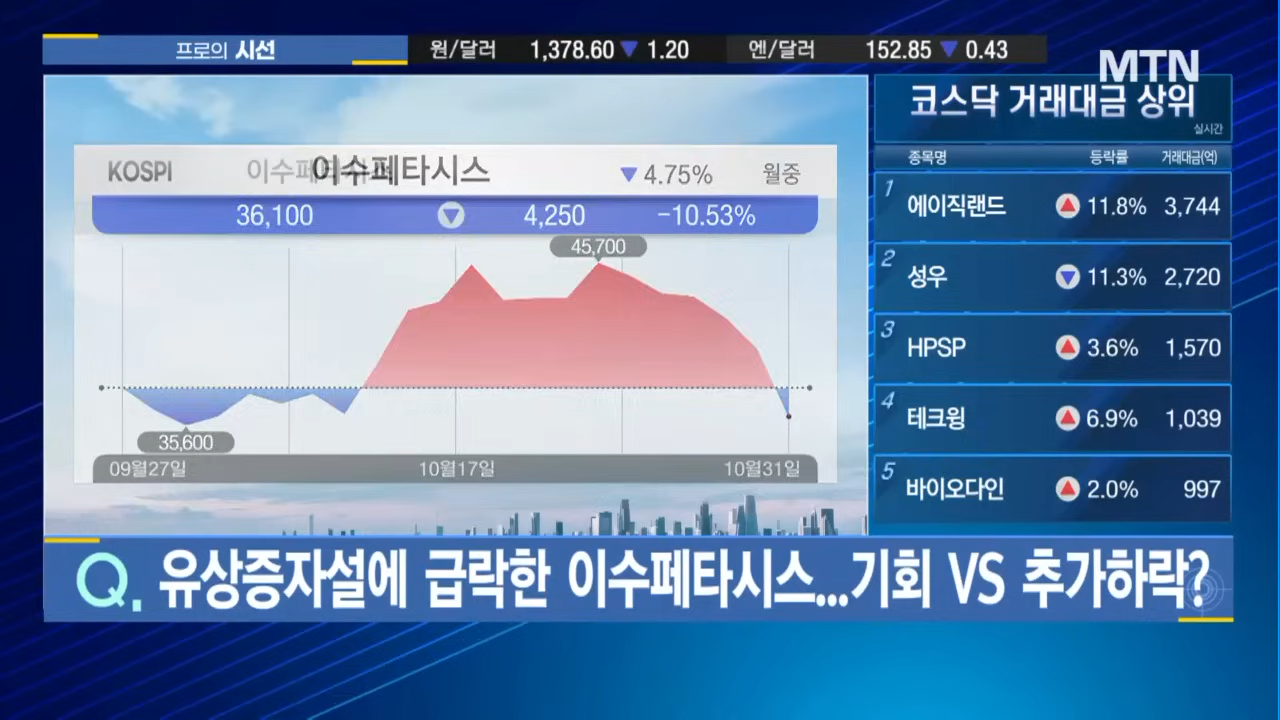 프로의 시선
원/달러 1,378.60 ▼ 1.20 엔/달러 152.85 ▼ 0.43
MTN
코스닥 거래대금 상위
실시간
종목명 등락률 거래대금(억)
1 에이직랜드 ▲ 11.8% 3,744
2 성우 ▼ 11.3% 2,720
3 HPSP ▲ 3.6% 1,570
4 테크윙 ▲ 6.9% 1,039
5 바이오다인 ▲ 2.0% 997
KOSPI 이수페타시스 ▼ 4.75% 월중
36,100 ▼ 4,250 -10.53%
45,700
35,600
09월27일 10월17일 10월31일
Q. 유상증자설에 급락한 이수페타시스...기회 VS 추가하락?